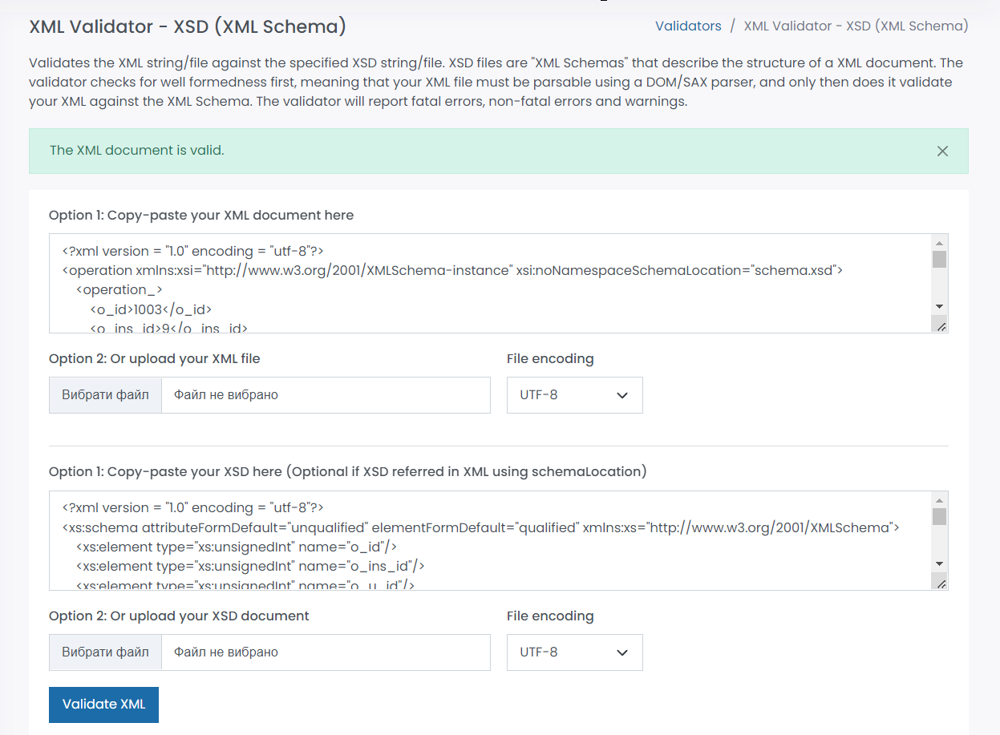 XML Validator - XSD (XML Schema)
Validators / XML Validator - XSD (XML Schema)
Validates the XML string/file against the specified XSD string/file. XSD files are "XML Schemas" that describe the structure of a XML document. The
validator checks for well formedness first, meaning that your XML file must be parsable using a DOM/SAX parser, and only then does it validate
your XML against the XML Schema. The validator will report fatal errors, non-fatal errors and warnings.
The XML document is valid.
Option 1: Copy-paste your XML document here
<?xml version = "1.0" encoding = "utf-8"?>
<operation xmlns:xsi="http://www.w3.org/2001/XMLSchema-instance" xsi:noNamespaceSchemaLocation="schema.xsd">
<operation_>
<o_id>1003</o_id>
<o_ins_id>9</o_ins_id>
Option 2: Or upload your XML file
File encoding
Вибрати файл
Файл не вибрано
UTF-8
Option 1: Copy-paste your XSD here (Optional if XSD referred in XML using schemaLocation)
<?xml version = "1.0" encoding = "utf-8"?>
<xs:schema attributeFormDefault="unqualified" elementFormDefault="qualified" xmlns:xs="http://www.w3.org/2001/XMLSchema">
<xs:element type="xs:unsignedInt" name="o_id"/>
<xs:element type="xs:unsignedInt" name="o_ins_id"/>
<xs:element type="xs:unsignedInt" name="o_u_id"/>
Option 2: Or upload your XSD document
File encoding
Вибрати файл
Файл не вибрано
UTF-8
Validate XML